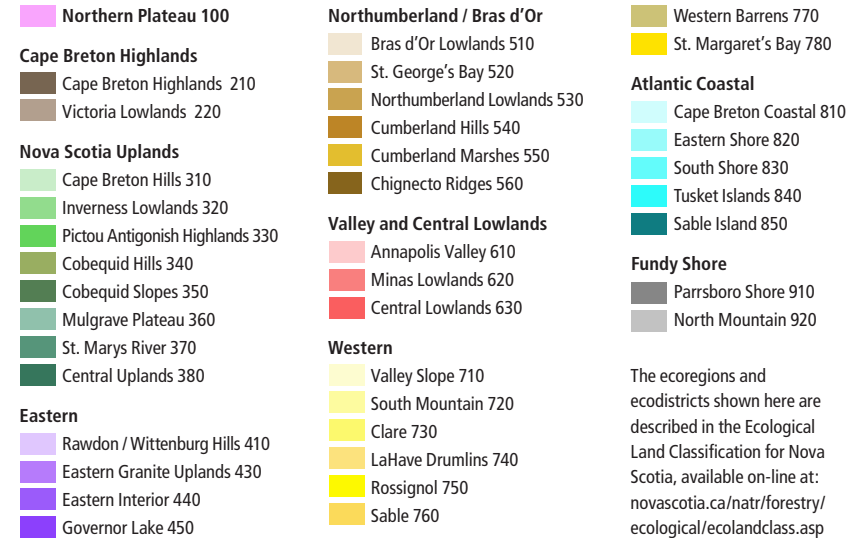 Northern Plateau 100
Cape Breton Highlands
Cape Breton Highlands 210
Victoria Lowlands 220
Nova Scotia Uplands
Cape Breton Hills 310
Inverness Lowlands 320
Pictou Antigonish Highlands 330
Cobequid Hills 340
Cobequid Slopes 350
Mulgrave Plateau 360
St. Marys River 370
Central Uplands 380
Eastern
Rawdon / Wittenburg Hills 410
Eastern Granite Uplands 430
Eastern Interior 440
Governor Lake 450
Northumberland / Bras d’Or
Bras d’Or Lowlands 510
St. George’s Bay 520
Northumberland Lowlands 530
Cumberland Hills 540
Cumberland Marshes 550
Chignecto Ridges 560
Valley and Central Lowlands
Annapolis Valley 610
Minas Lowlands 620
Central Lowlands 630
Western
Valley Slope 710
South Mountain 720
Clare 730
LaHave Drumlins 740
Rossignol 750
Sable 760
Western Barrens 770
St. Margaret’s Bay 780
Atlantic Coastal
Cape Breton Coastal 810
Eastern Shore 820
South Shore 830
Tusket Islands 840
Sable Island 850
Fundy Shore
Parrsboro Shore 910
North Mountain 920
The ecoregions and
ecodistricts shown here are
described in the Ecological
Land Classification for Nova
Scotia, available on-line at:
novascotia.ca/natr/forestry/
ecological/ecolandclass.asp